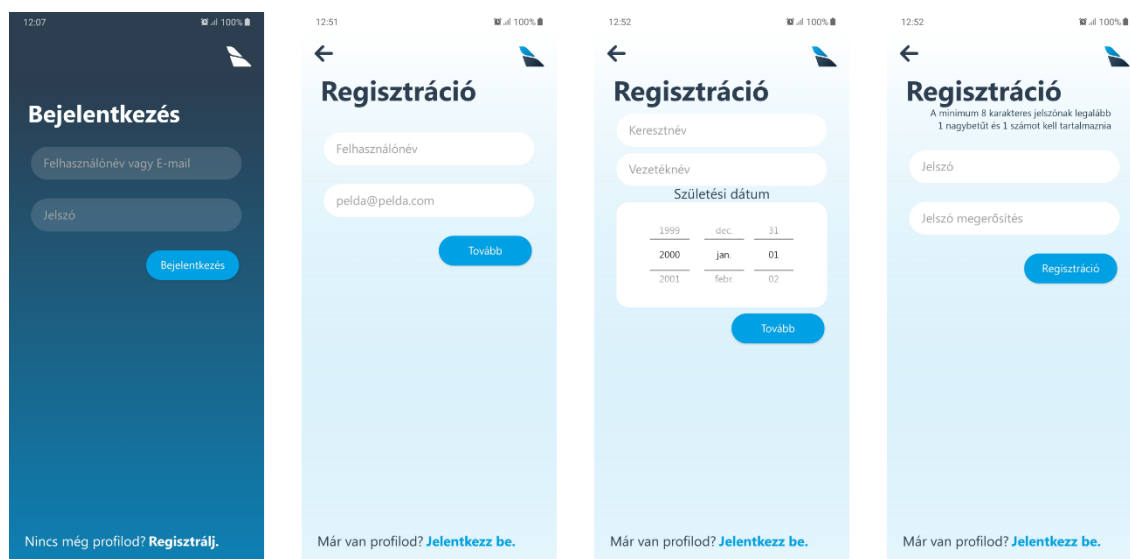 12:07
100%
Bejelentkezés
Felhasználónév vagy E-mail
Jelszó
Bejelentkezés
Nincs még profilod? Regisztrálj.
12:51
100%
Regisztráció
Felhasználónév
pelda@pelda.com
Tovább
Már van profilod? Jelentkezz be.
12:52
100%
Regisztráció
Keresztnév
Vezetéknév
Születési dátum
1999 dec. 31
2000 jan. 01
2001 febr. 02
Tovább
Már van profilod? Jelentkezz be.
12:52
100%
Regisztráció
A minimum 8 karakteres jelszónak legalább
1 nagybetűt és 1 számot kell tartalmaznia
Jelszó
Jelszó megerősítés
Regisztráció
Már van profilod? Jelentkezz be.